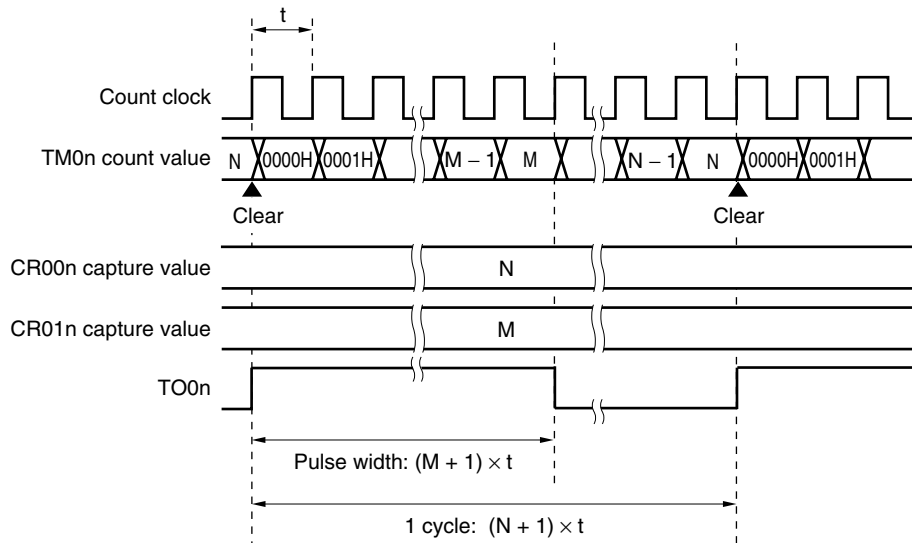 t
Count clock
TM0n count value N 0000H 0001H M – 1 M N – 1 N 0000H 0001H
Clear Clear
CR00n capture value N
CR01n capture value M
TO0n
Pulse width: (M + 1) × t
1 cycle: (N + 1) × t